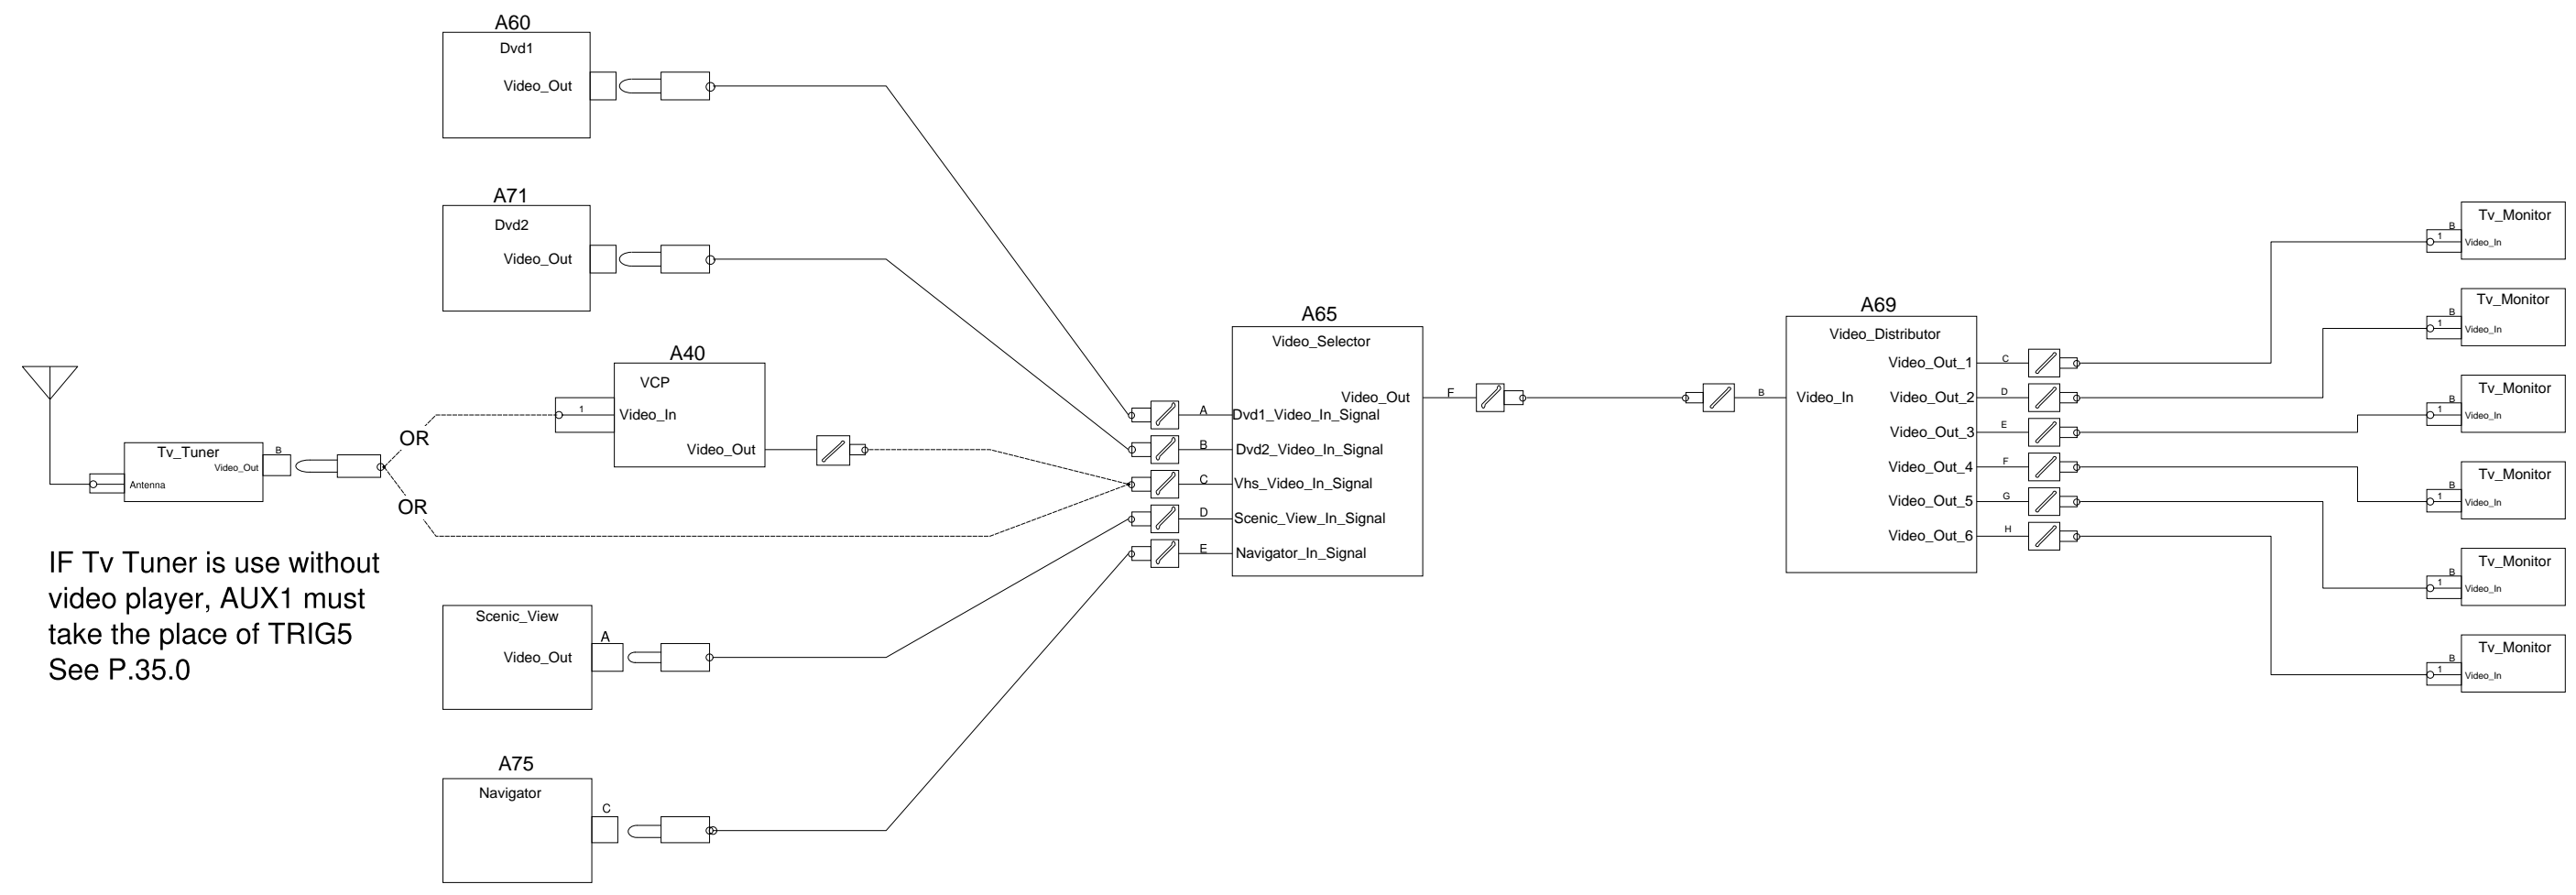 A60
Dvd1
Video_Out
A71
Dvd2
Video_Out
A40
VCP
1
Video_In
Video_Out
OR
OR
Tv_Tuner
B
Video_Out
Antenna
IF Tv Tuner is use without
video player, AUX1 must
take the place of TRIG5
See P.35.0
Scenic_View
A
Video_Out
A75
Navigator
C
A65
Video_Selector
Video_Out
F
A
Dvd1_Video_In_Signal
B
Dvd2_Video_In_Signal
C
Vhs_Video_In_Signal
D
Scenic_View_In_Signal
E
Navigator_In_Signal
A69
Video_Distributor
B
Video_In
Video_Out_1
C
Video_Out_2
D
Video_Out_3
E
Video_Out_4
F
Video_Out_5
G
Video_Out_6
H
Tv_Monitor
B
1
Video_In
Tv_Monitor
B
1
Video_In
Tv_Monitor
B
1
Video_In
Tv_Monitor
B
1
Video_In
Tv_Monitor
B
1
Video_In
Tv_Monitor
B
1
Video_In